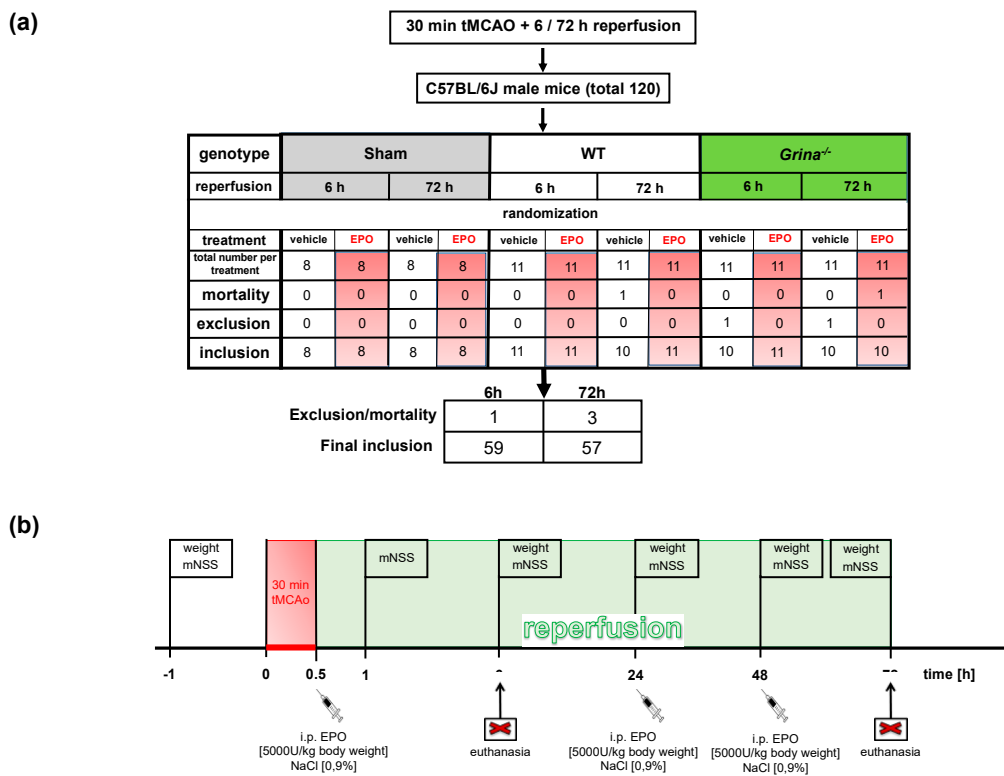 (a)
30 min tMCAO + 6 / 72 h reperfusion
C57BL/6J male mice (total 120)
genotype Sham WT Grina-/-
reperfusion 6 h 72 h 6 h 72 h 6 h 72 h
randomization
treatment vehicle EPO vehicle EPO vehicle EPO vehicle EPO vehicle EPO vehicle EPO
total number per
treatment 8 8 8 8 11 11 11 11 11 11 11 11
mortality 0 0 0 0 0 0 1 0 0 0 0 1
exclusion 0 0 0 0 0 0 0 0 1 0 1 0
inclusion 8 8 8 8 11 11 10 11 10 11 10 10
6h 72h
Exclusion/mortality 1 3
Final inclusion 59 57
(b)
weight
mNSS
30 min
tMCAo
mNSS
weight
mNSS
weight
mNSS
weight
mNSS
weight
mNSS
reperfusion
-1 0 0.5 1 24 48 time [h]
i.p. EPO
[5000U/kg body weight]
NaCl [0,9%]
euthanasia
i.p. EPO
[5000U/kg body weight]
NaCl [0,9%]
i.p. EPO
[5000U/kg body weight]
NaCl [0,9%]
euthanasia